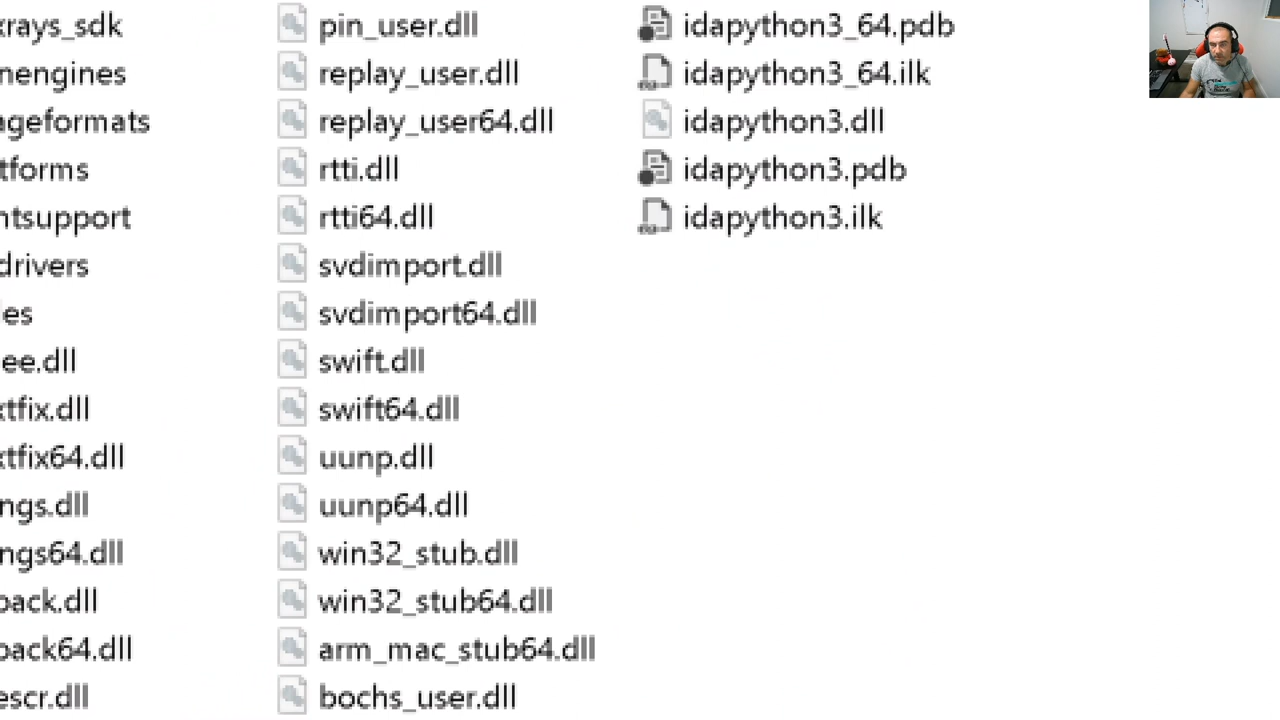 xrays_sdk
nengines
ageformats
tforms
ntsupport
drivers
les
ee.dll
xtfix.dll
xtfix64.dll
ngs.dll
ngs64.dll
pack.dll
pack64.dll
escr.dll
pin_user.dll
replay_user.dll
replay_user64.dll
rtti.dll
rtti64.dll
svdimport.dll
svdimport64.dll
swift.dll
swift64.dll
uunp.dll
uunp64.dll
win32_stub.dll
win32_stub64.dll
arm_mac_stub64.dll
bochs_user.dll
idapython3_64.pdb
idapython3_64.ilk
idapython3.dll
idapython3.pdb
idapython3.ilk